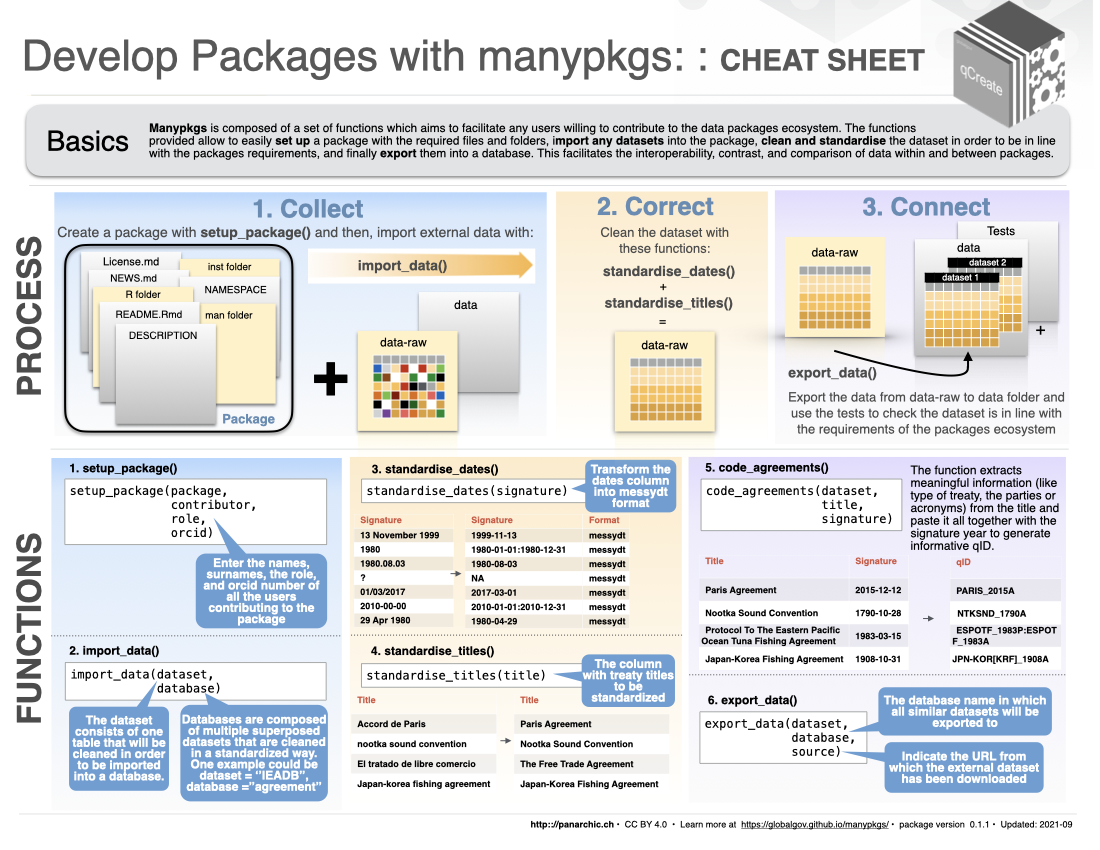 Develop Packages with manypkgs: : CHEAT SHEET
qCreate
Basics
Manypkgs is composed of a set of functions which aims to facilitate any users willing to contribute to the data packages ecosystem. The functions
provided allow to easily set up a package with the required files and folders, import any datasets into the package, clean and standardise the dataset in order to be in line
with the packages requirements, and finally export them into a database. This facilitates the interoperability, contrast, and comparison of data within and between packages.
PROCESS
1. Collect
Create a package with setup_package() and then, import external data with:
License.md
inst folder
NEWS.md
NAMESPACE
R folder
README.Rmd
man folder
DESCRIPTION
Package
import_data()
+
data
data-raw
2. Correct
Clean the dataset with
these functions:
standardise_dates()
+
standardise_titles()
=
data-raw
3. Connect
data-raw
Tests
data
dataset 2
dataset 1
+
export_data()
Export the data from data-raw to data folder and
use the tests to check the dataset is in line with
the requirements of the packages ecosystem
FUNCTIONS
1. setup_package()
setup_package(package,
contributor,
role,
orcid)
Enter the names,
surnames, the role,
and orcid number of
all the users
contributing to the
package
2. import_data()
import_data(dataset,
database)
The dataset
consists of one
table that will be
cleaned in order
to be imported
into a database.
Databases are composed
of multiple superposed
datasets that are cleaned
in a standardized way.
One example could be
dataset = "IEADB",
database ="agreement"
3. standardise_dates()
standardise_dates(signature)
Transform the
dates column
into messydt
format
Signature Signature Format
13 November 1999 1999-11-13 messydt
1980 1980-01-01:1980-12-31 messydt
1980.08.03 1980-08-03 messydt
? NA messydt
01/03/2017 2017-03-01 messydt
2010-00-00 2010-01-01:2010-12-31 messydt
29 Apr 1980 1980-04-29 messydt
4. standardise_titles()
standardise_titles(title)
The column
with treaty titles
to be
standardized
Title Title
Accord de Paris Paris Agreement
nootka sound convention Nootka Sound Convention
El tratado de libre comercio The Free Trade Agreement
Japan-korea fishing agreement Japan-Korea Fishing Agreement
5. code_agreements()
code_agreements(dataset,
title,
signature)
The function extracts
meaningful information (like
type of treaty, the parties or
acronyms) from the title and
paste it all together with the
signature year to generate
informative qID.
Title Signature qID
Paris Agreement 2015-12-12 PARIS_2015A
Nootka Sound Convention 1790-10-28 NTKSND_1790A
Protocol To The Eastern Pacific
Ocean Tuna Fishing Agreement 1983-03-15 ESPOTF_1983P:ESPOT
F_1983A
Japan-Korea Fishing Agreement 1908-10-31 JPN-KOR[KRF]_1908A
6. export_data()
export_data(dataset,
database,
source)
The database name in which
all similar datasets will be
exported to
Indicate the URL from
which the external dataset
has been downloaded
http://panarchic.ch • CC BY 4.0 • Learn more at https://globalgov.github.io/manypkgs/ • package version 0.1.1 • Updated: 2021-09